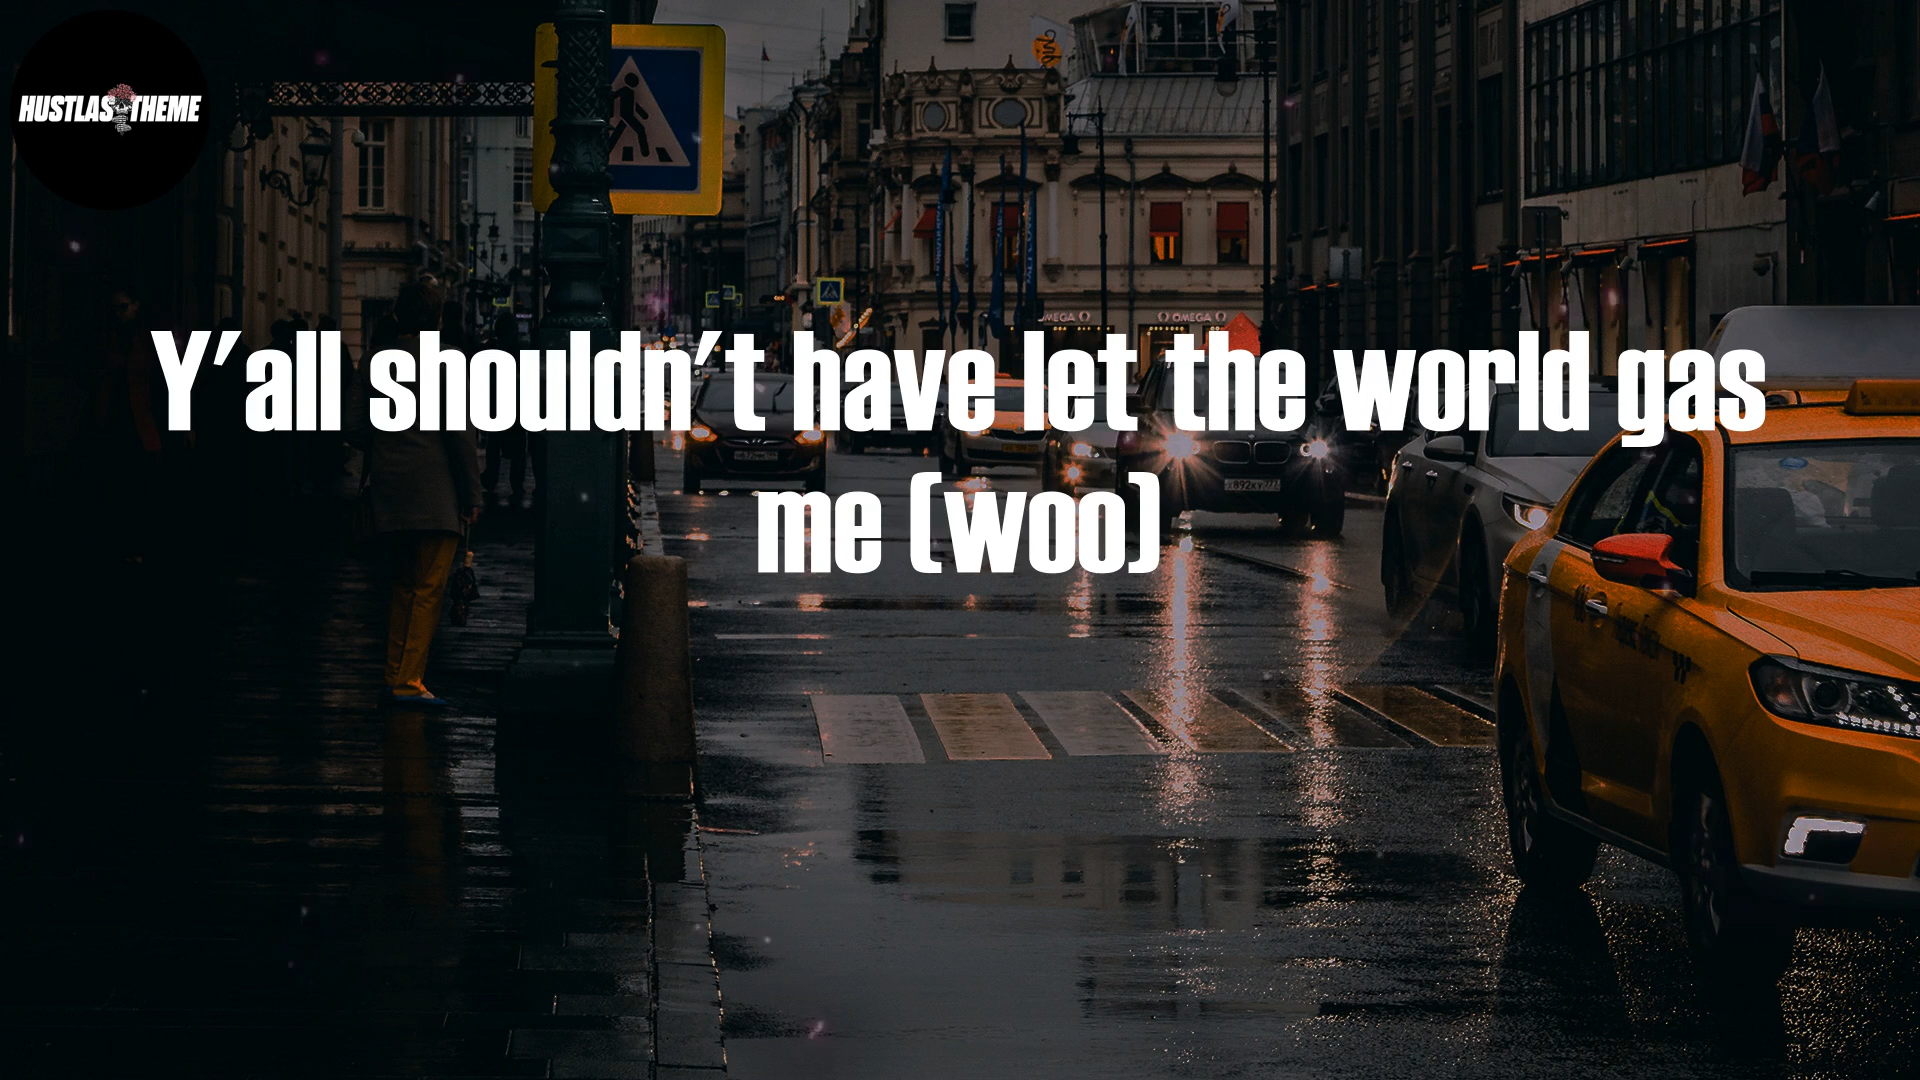 HUSTLAS THEME
Y'all shouldn't have let the world gas
me (woo)
OMEGA
OMEGA